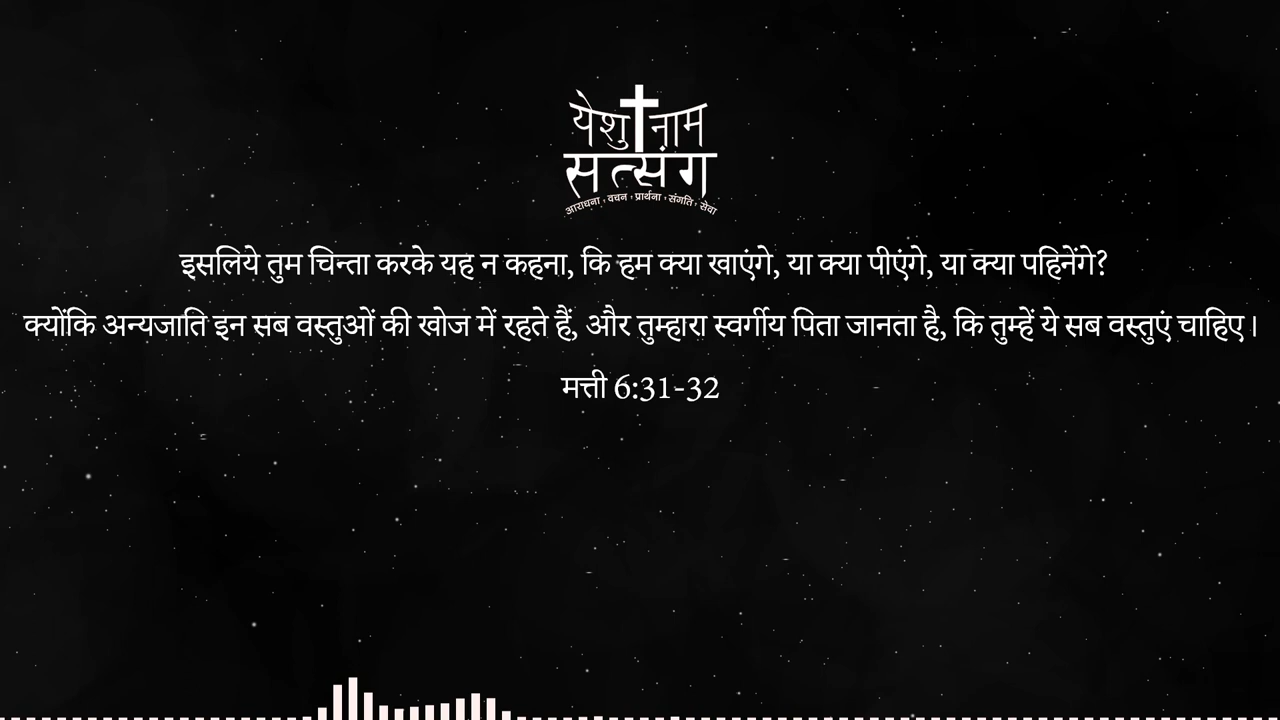 येशु नाम
सत्संग
आराधना · वचन · प्रार्थना · संगति · सेवा
इसलिये तुम चिन्ता करके यह न कहना, कि हम क्या खाएंगे, या क्या पीएंगे, या क्या पहिनेंगे?
क्योंकि अन्यजाति इन सब वस्तुओं की खोज में रहते हैं, और तुम्हारा स्वर्गीय पिता जानता है, कि तुम्हें ये सब वस्तुएं चाहिए।
मत्ती 6:31-32